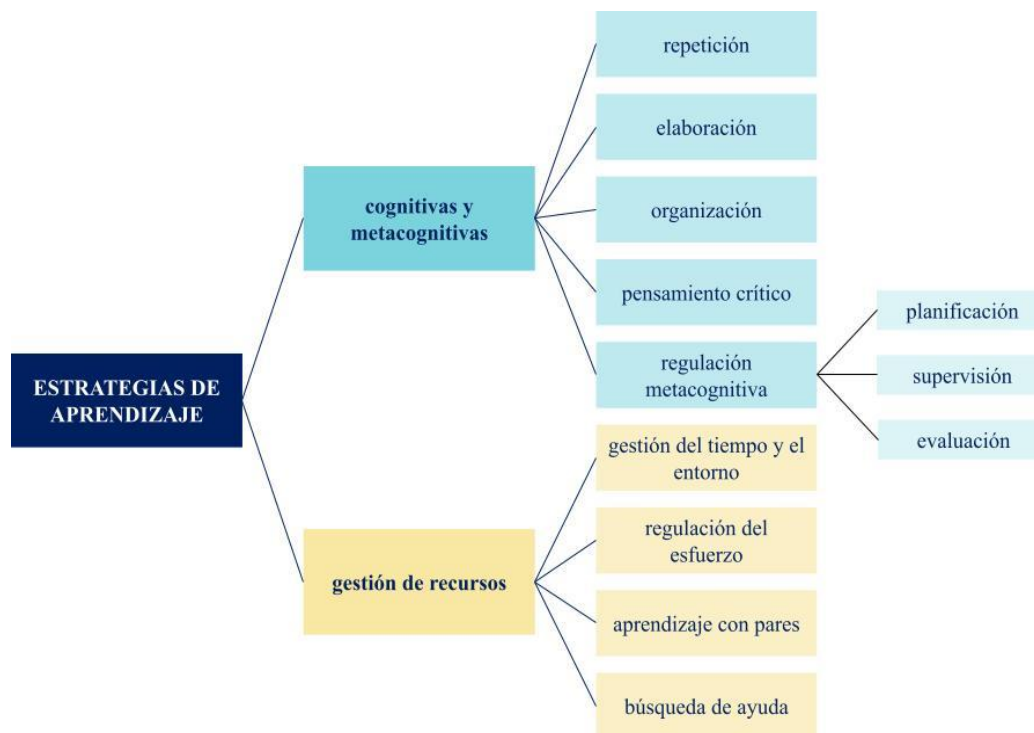 ESTRATEGIAS DE
APRENDIZAJE
cognitivas y
metacognitivas
repetición
elaboración
organización
pensamiento crítico
regulación
metacognitiva
planificación
supervisión
evaluación
gestión de recursos
gestión del tiempo y el
entorno
regulación del
esfuerzo
aprendizaje con pares
búsqueda de ayuda